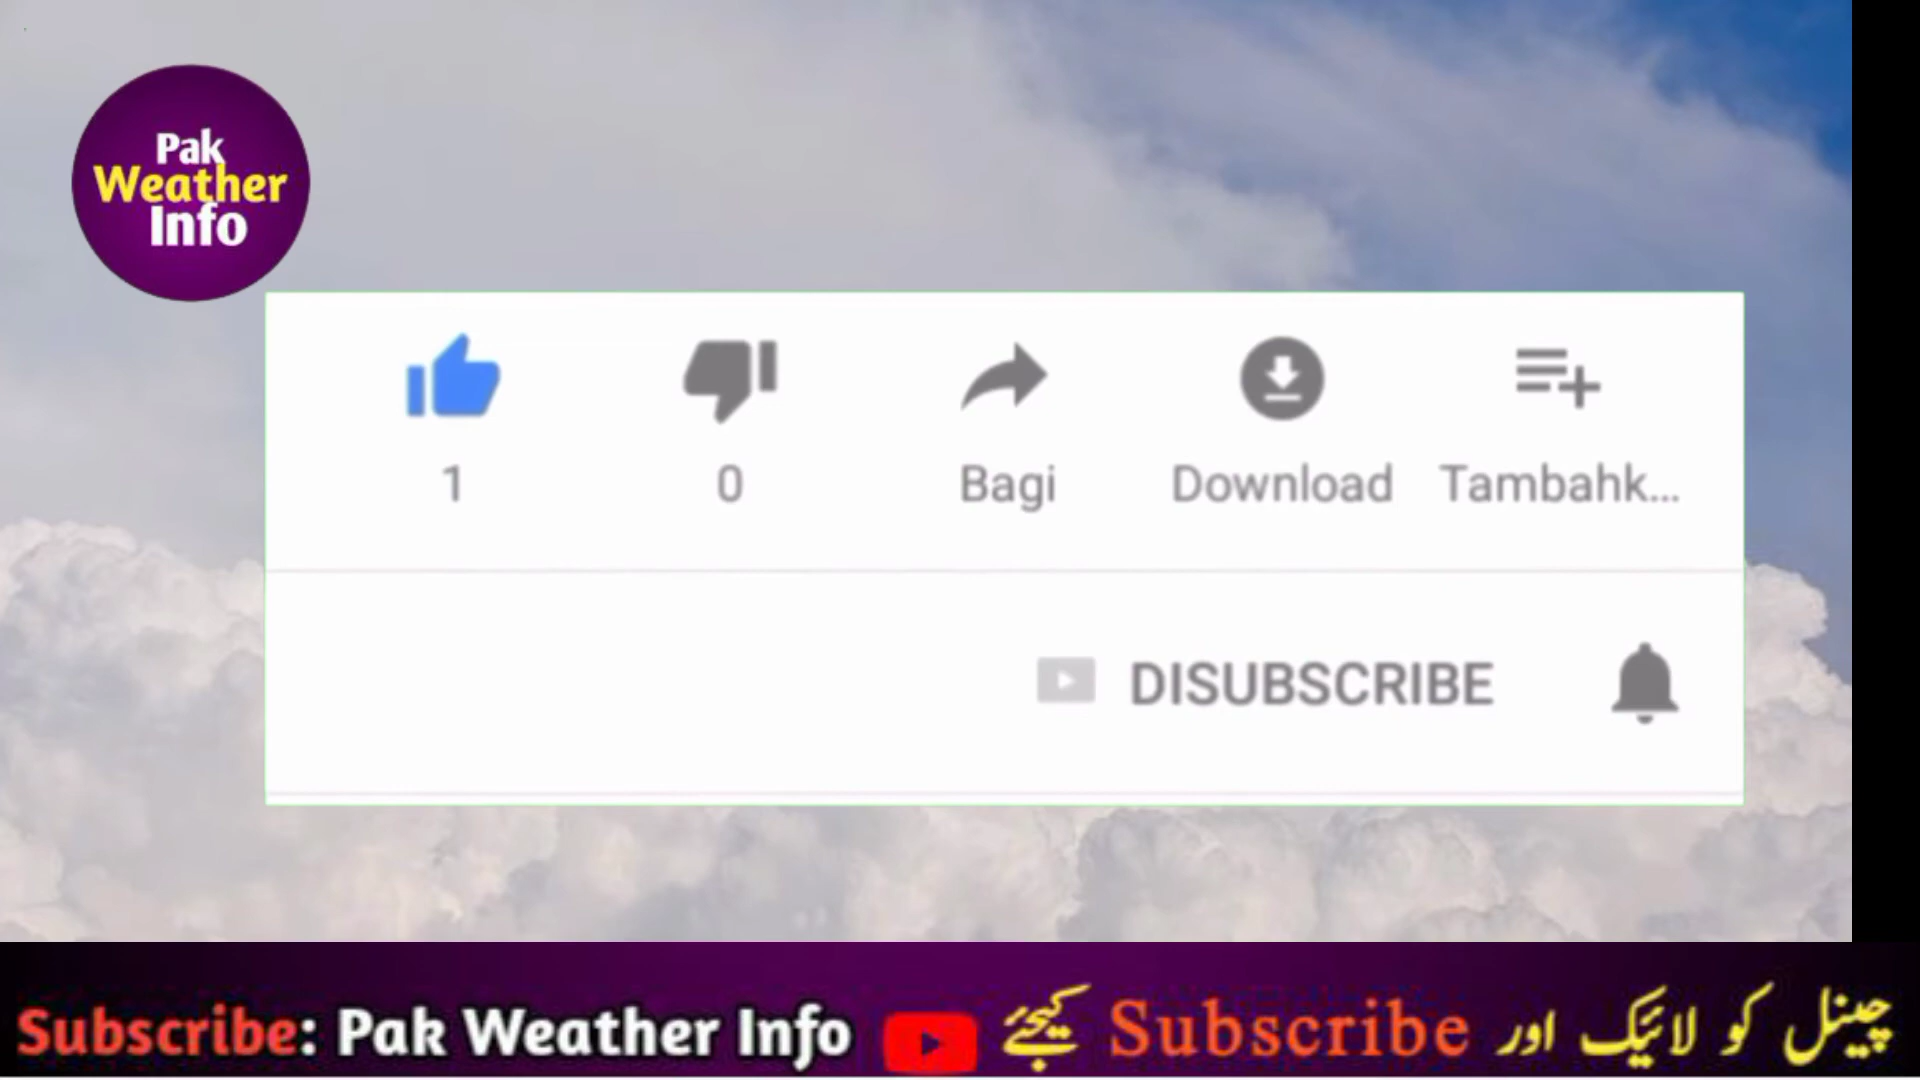 Pak
Weather
Info
1 0 Bagi Download Tambahk...
DISUBSCRIBE
Subscribe: Pak Weather Info
چینل کو لائیک اور Subscribe کیجئے